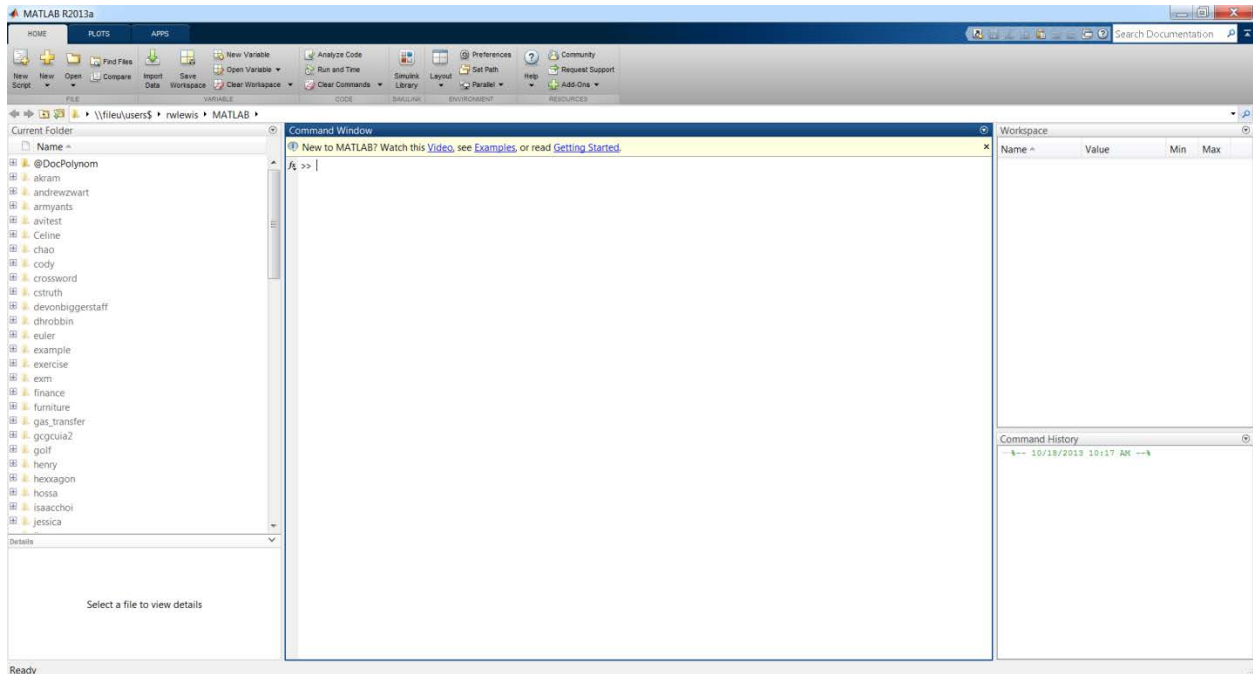 MATLAB R2013a
HOME PLOTS APPS
Search Documentation
New Script
New
Open
Find Files
Compare
Import Data
Save Workspace
New Variable
Open Variable
Clear Workspace
Analyze Code
Run and Time
Clear Commands
Simulink Library
Layout
Preferences
Set Path
Parallel
Help
Community
Request Support
Add-Ons
FILE VARIABLE CODE SIMULINK ENVIRONMENT RESOURCES
\\fileu\users$ rwlewis MATLAB
Current Folder
Name
@DocPolynom
akram
andrewzwart
armyants
avitest
Celine
chao
cody
crossword
cstruth
devonbiggerstaff
dhrobbin
euler
example
exercise
exm
finance
furniture
gas_transfer
gcgcuia2
golf
henry
hexxagon
hossa
isaacchoi
jessica
Details
Select a file to view details
Ready
Command Window
New to MATLAB? Watch this Video, see Examples, or read Getting Started.
fx >>
Workspace
Name Value Min Max
Command History
%-- 10/18/2013 10:17 AM --%